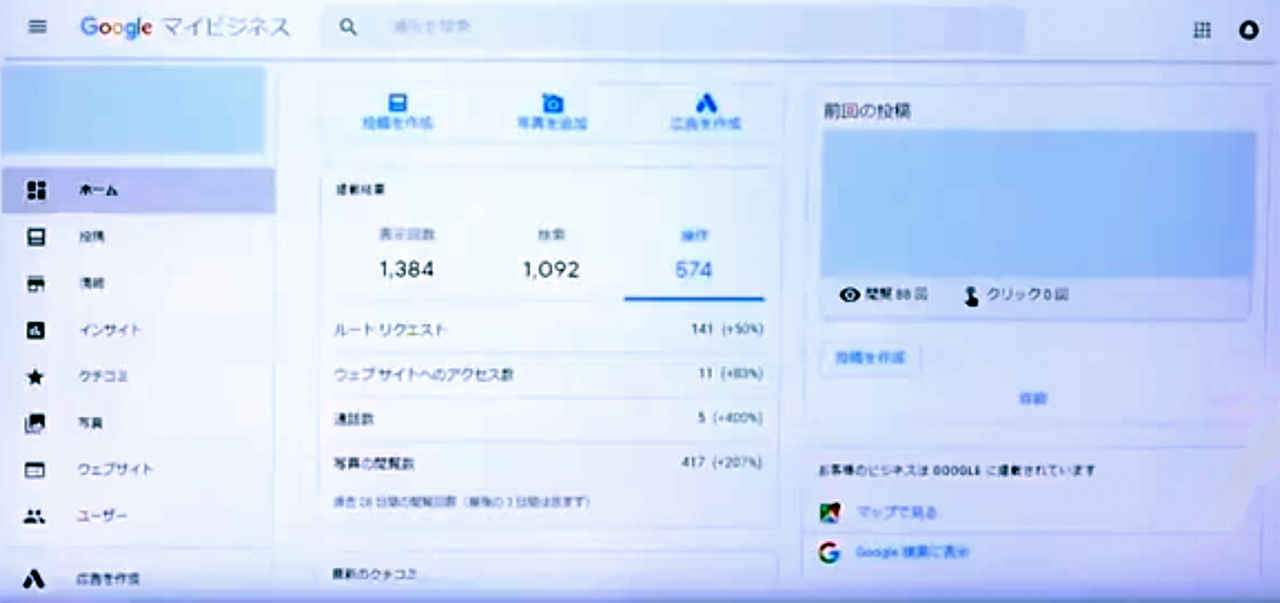 Google マイビジネス
場所を検索
ホーム
投稿
情報
インサイト
クチコミ
写真
ウェブサイト
ユーザー
広告を作成
投稿を作成
写真を追加
広告を作成
掲載結果
表示回数
検索
操作
1,384
1,092
574
ルートリクエスト 141 (+50%)
ウェブサイトへのアクセス数 11 (+83%)
通話数 5 (+400%)
写真の閲覧数 417 (+207%)
過去 28 日間の閲覧回数（最後の 3 日間は含まず）
最新のクチコミ
前回の投稿
閲覧 88 回
クリック 0 回
投稿を作成
詳細
お客様のビジネスは GOOGLE に掲載されています
マップで見る
Google 検索に表示